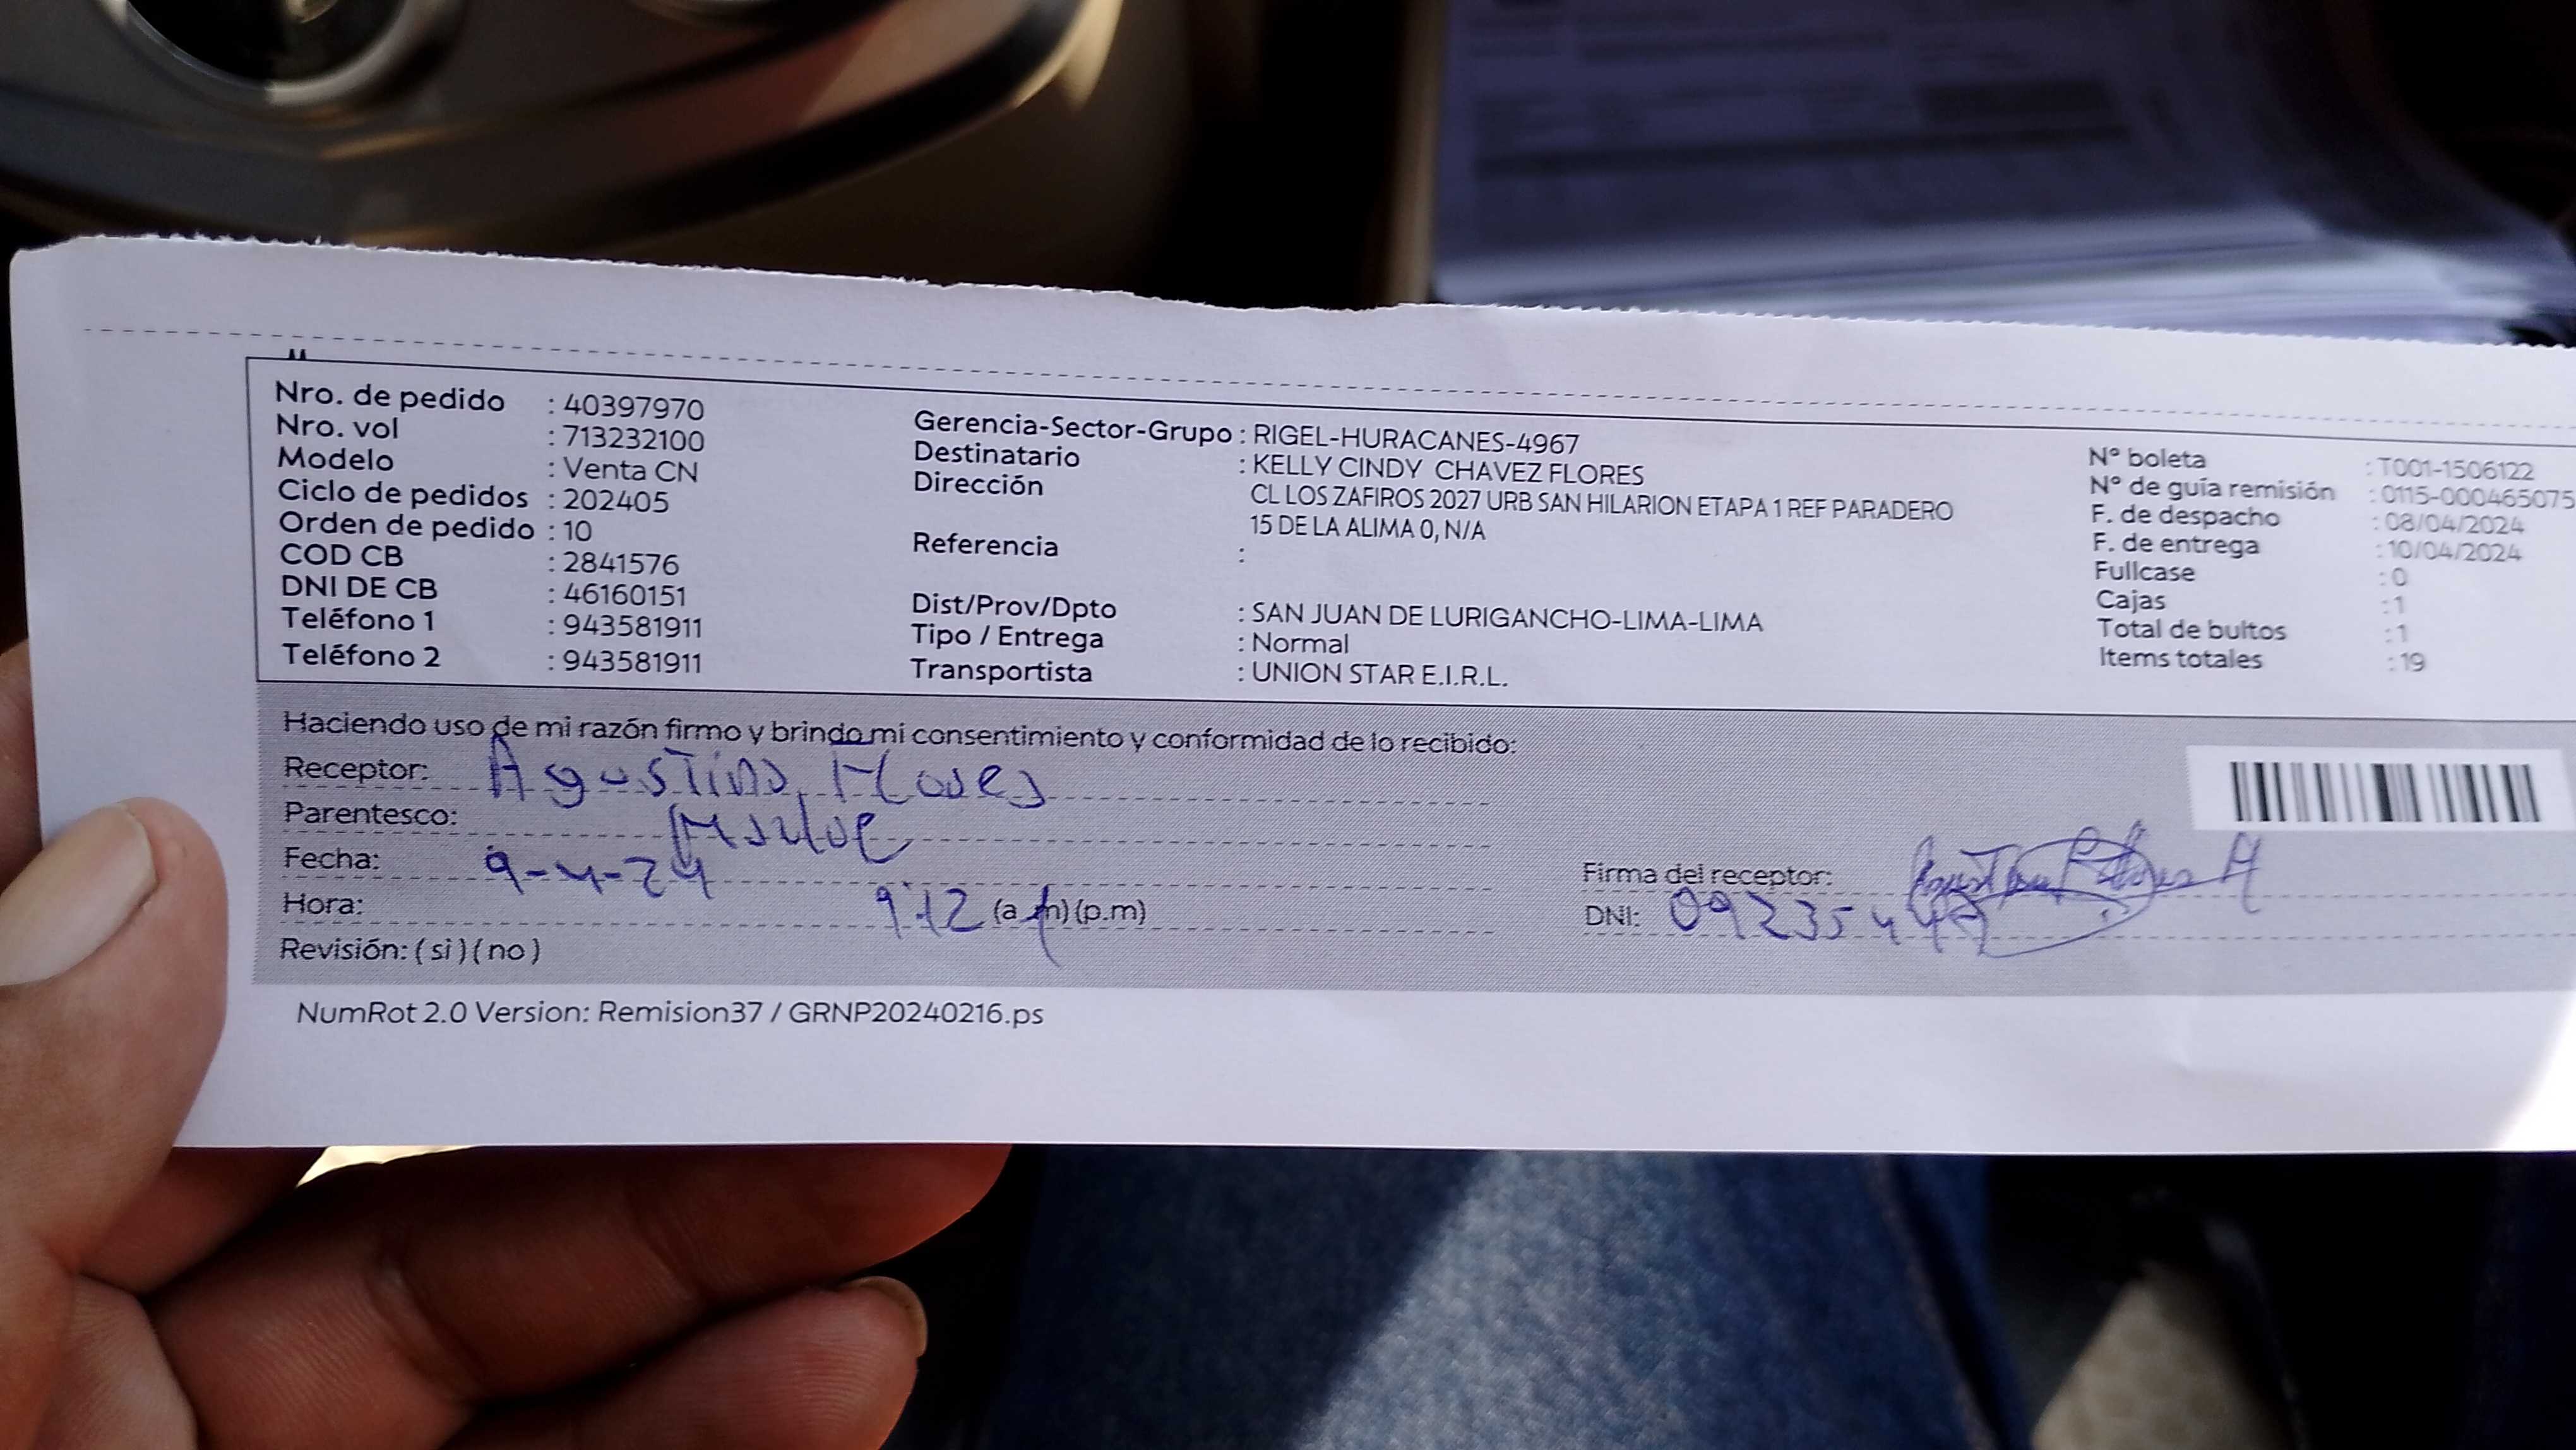 Nro. de pedido : 40397970
Nro. vol : 713232100
Modelo : Venta CN
Ciclo de pedidos : 202405
Orden de pedido : 10
COD CB : 2841576
DNI DE CB : 46160151
Teléfono 1 : 943581911
Teléfono 2 : 943581911
Gerencia-Sector-Grupo : RIGEL-HURACANES-4967
Destinatario : KELLY CINDY CHAVEZ FLORES
Dirección CL LOS ZAFIROS 2027 URB SAN HILARION ETAPA 1 REF PARADERO
15 DE LA ALIMA 0, N/A
Referencia :
Dist/Prov/Dpto : SAN JUAN DE LURIGANCHO-LIMA-LIMA
Tipo / Entrega : Normal
Transportista : UNION STAR E.I.R.L.
N° boleta : T001-1506122
N° de guía remisión : 0115-000465075
F. de despacho : 08/04/2024
F. de entrega : 10/04/2024
Fullcase : 0
Cajas : 1
Total de bultos : 1
Items totales : 19
Haciendo uso de mi razón firmo y brindo mi consentimiento y conformidad de lo recibido:
Receptor: Agustina Flores
Parentesco:
Fecha: 9-4-24
Hora: 9:12 (a.m) (p.m)
Revisión: ( si ) ( no )
Firma del receptor:
DNI:
NumRot 2.0 Version: Remision37 / GRNP20240216.ps